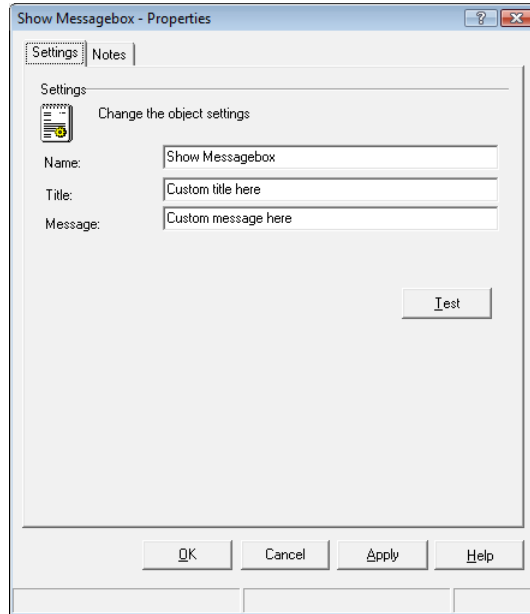 Show Messagebox - Properties
Settings Notes
Settings
Change the object settings
Name: Show Messagebox
Title: Custom title here
Message: Custom message here
Test
OK Cancel Apply Help